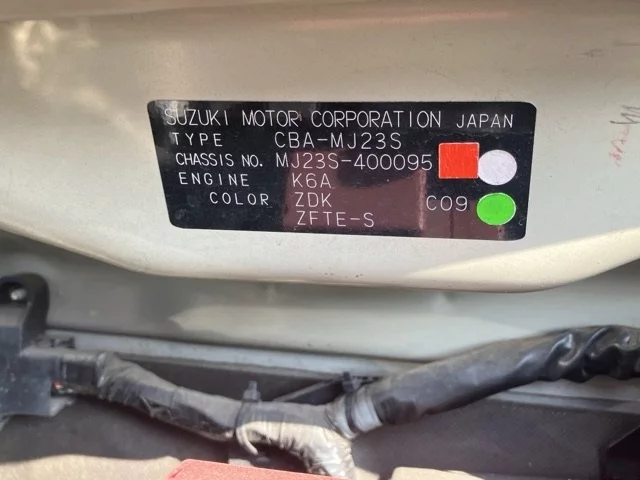 SUZUKI MOTOR CORPORATION JAPAN
TYPE CBA-MJ23S
CHASSIS NO. MJ23S-400095
ENGINE K6A
COLOR ZDK C09
ZFTE-S